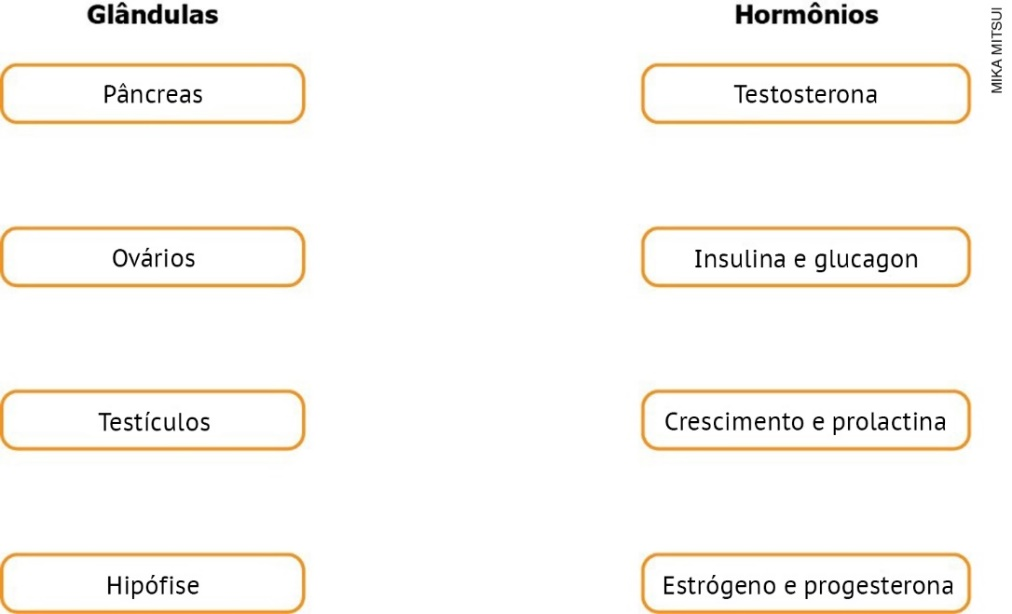 Glândulas
Hormônios
Pâncreas
Testosterona
Ovários
Insulina e glucagon
Testículos
Crescimento e prolactina
Hipófise
Estrógeno e progesterona
MIKA MITSUI